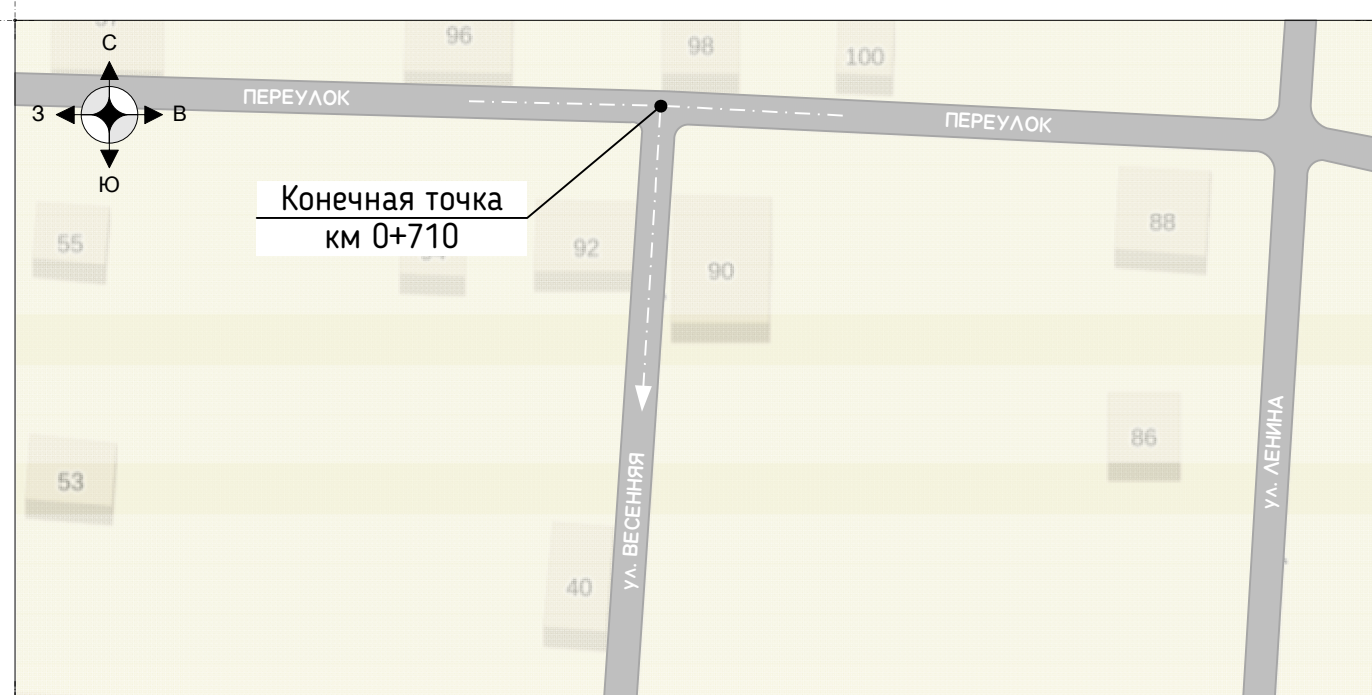 96
98
100
С
З
В
Ю
ПЕРЕУЛОК
ПЕРЕУЛОК
Конечная точка
км 0+710
55
92
90
88
53
86
40
ул. ВЕСЕННЯЯ
ул. ЛЕНИНА